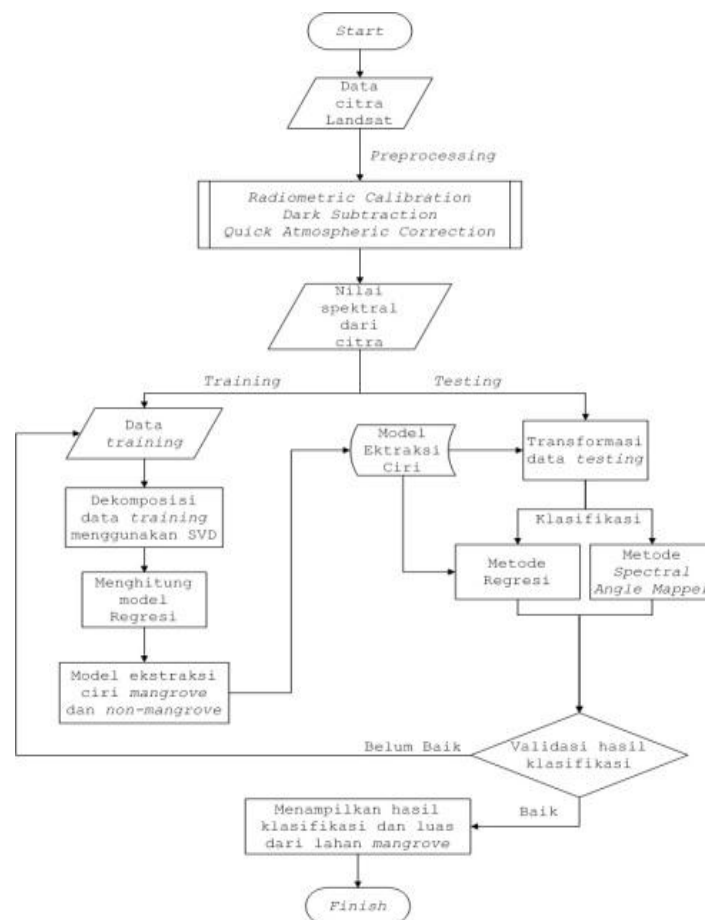 Start
Data
citra
Landsat
Preprocessing
Radiometric Calibration
Dark Subtraction
Quick Atmospheric Correction
Nilai
spektral
dari
citra
Training
Testing
Data
training
Model
Ektraksi
Ciri
Transformasi
data testing
Dekomposisi
data training
menggunakan SVD
Klasifikasi
Menghitung
model
Regresi
Metode
Regresi
Metode
Spectral
Angle Mapper
Model ekstraksi
ciri mangrove
dan non-mangrove
Belum Baik
Validasi hasil
klasifikasi
Baik
Menampilkan hasil
klasifikasi dan luas
dari lahan mangrove
Finish